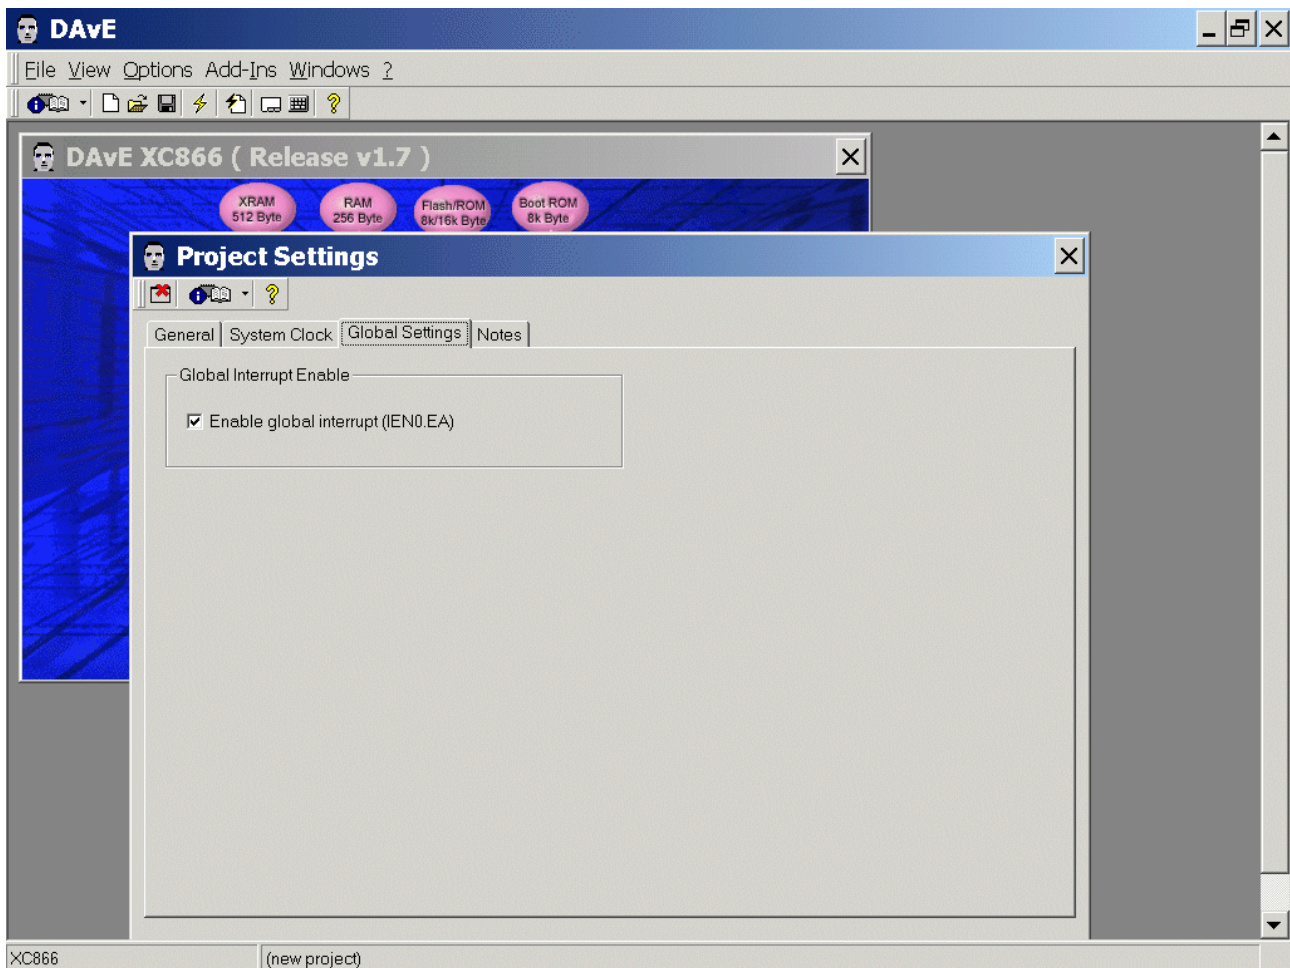 DAvE
File View Options Add-Ins Windows ?
DAvE XC866 ( Release v1.7 )
XRAM
512 Byte
RAM
256 Byte
Flash/ROM
8k/16k Byte
Boot ROM
8k Byte
Project Settings
General
System Clock
Global Settings
Notes
Global Interrupt Enable
Enable global interrupt (IEN0.EA)
XC866
(new project)